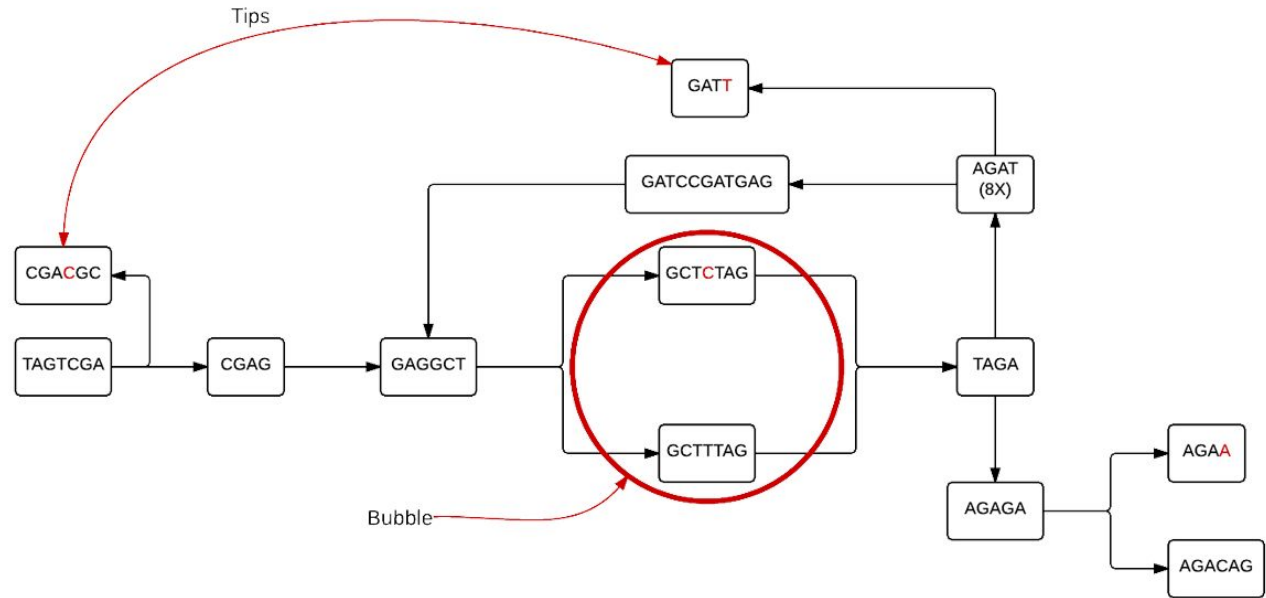 Tips
GATT
GATCCGATGAG
AGAT
(8X)
CGACGC
GCTCTAG
TAGTCGA
CGAG
GAGGCT
TAGA
GCTTTAG
AGAA
Bubble
AGAGA
AGACAG